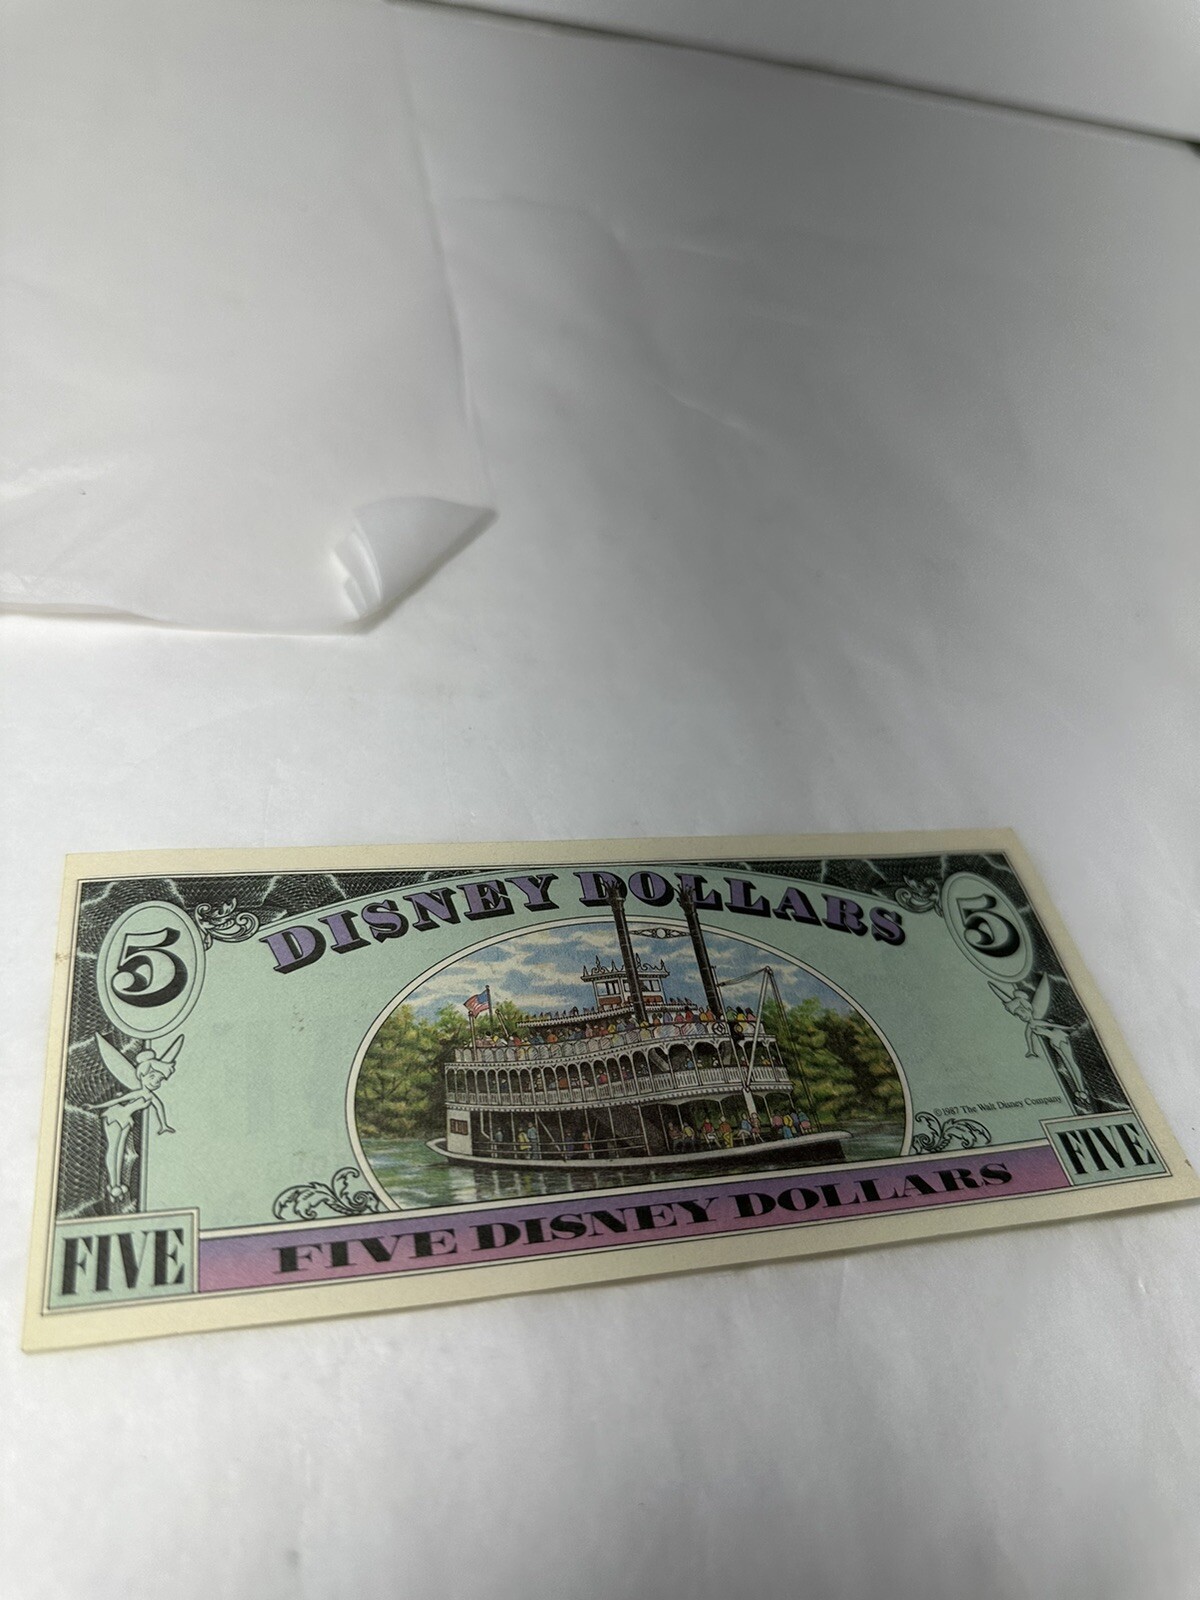 DISNEY DOLLARS
5
5
©1987 The Walt Disney Company
FIVE
FIVE DISNEY DOLLARS
FIVE